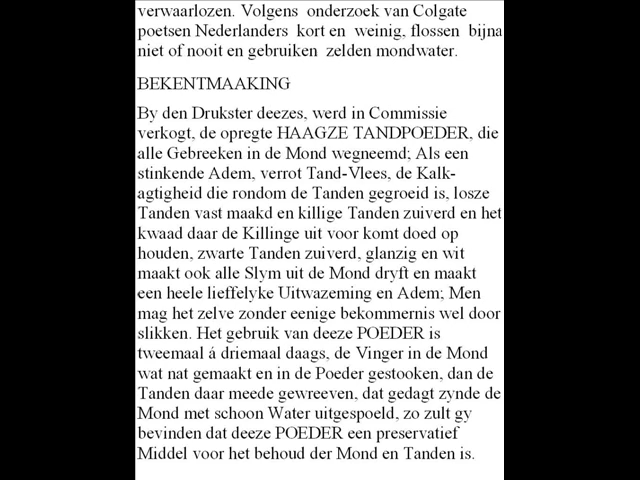 verwaarlozen. Volgens onderzoek van Colgate
poetsen Nederlanders kort en weinig, flossen bijna
niet of nooit en gebruiken zelden mondwater.
BEKENTMAAKING
By den Drukster deezes, werd in Commissie
verkogt, de opregte HAAGZE TANDPOEDER, die
alle Gebreeken in de Mond wegneemd; Als een
stinkende Adem, verrot Tand-Vlees, de Kalk-
agtigheid die rondom de Tanden gegroeid is, losze
Tanden vast maakd en killige Tanden zuiverd en het
kwaad daar de Killinge uit voor komt doed op
houden, zwarte Tanden zuiverd, glanzig en wit
maakt ook alle Slym uit de Mond dryft en maakt
een heele lieffelyke Uitwazeming en Adem; Men
mag het zelve zonder eenige bekommernis wel door
slikken. Het gebruik van deeze POEDER is
tweemaal á driemaal daags, de Vinger in de Mond
wat nat gemaakt en in de Poeder gestooken, dan de
Tanden daar meede gewreeven, dat gedagt zynde de
Mond met schoon Water uitgespoeld, zo zult gy
bevinden dat deeze POEDER een preservatief
Middel voor het behoud der Mond en Tanden is.